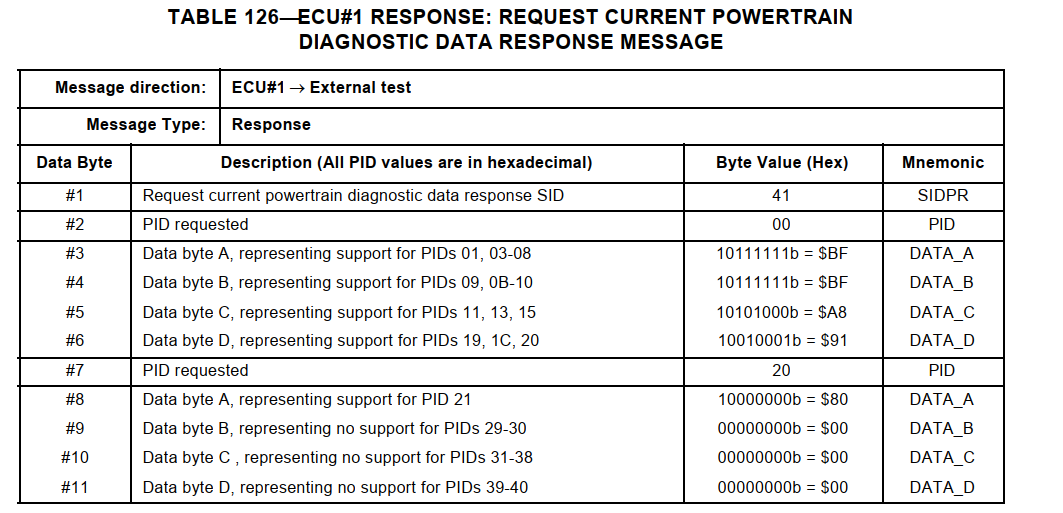 TABLE 126—ECU#1 RESPONSE: REQUEST CURRENT POWERTRAIN
DIAGNOSTIC DATA RESPONSE MESSAGE
Message direction: ECU#1 → External test
Message Type: Response
Data Byte Description (All PID values are in hexadecimal) Byte Value (Hex) Mnemonic
#1 Request current powertrain diagnostic data response SID 41 SIDPR
#2 PID requested 00 PID
#3 Data byte A, representing support for PIDs 01, 03-08 10111111b = $BF DATA_A
#4 Data byte B, representing support for PIDs 09, 0B-10 10111111b = $BF DATA_B
#5 Data byte C, representing support for PIDs 11, 13, 15 10101000b = $A8 DATA_C
#6 Data byte D, representing support for PIDs 19, 1C, 20 10010001b = $91 DATA_D
#7 PID requested 20 PID
#8 Data byte A, representing support for PID 21 10000000b = $80 DATA_A
#9 Data byte B, representing no support for PIDs 29-30 00000000b = $00 DATA_B
#10 Data byte C , representing no support for PIDs 31-38 00000000b = $00 DATA_C
#11 Data byte D, representing no support for PIDs 39-40 00000000b = $00 DATA_D